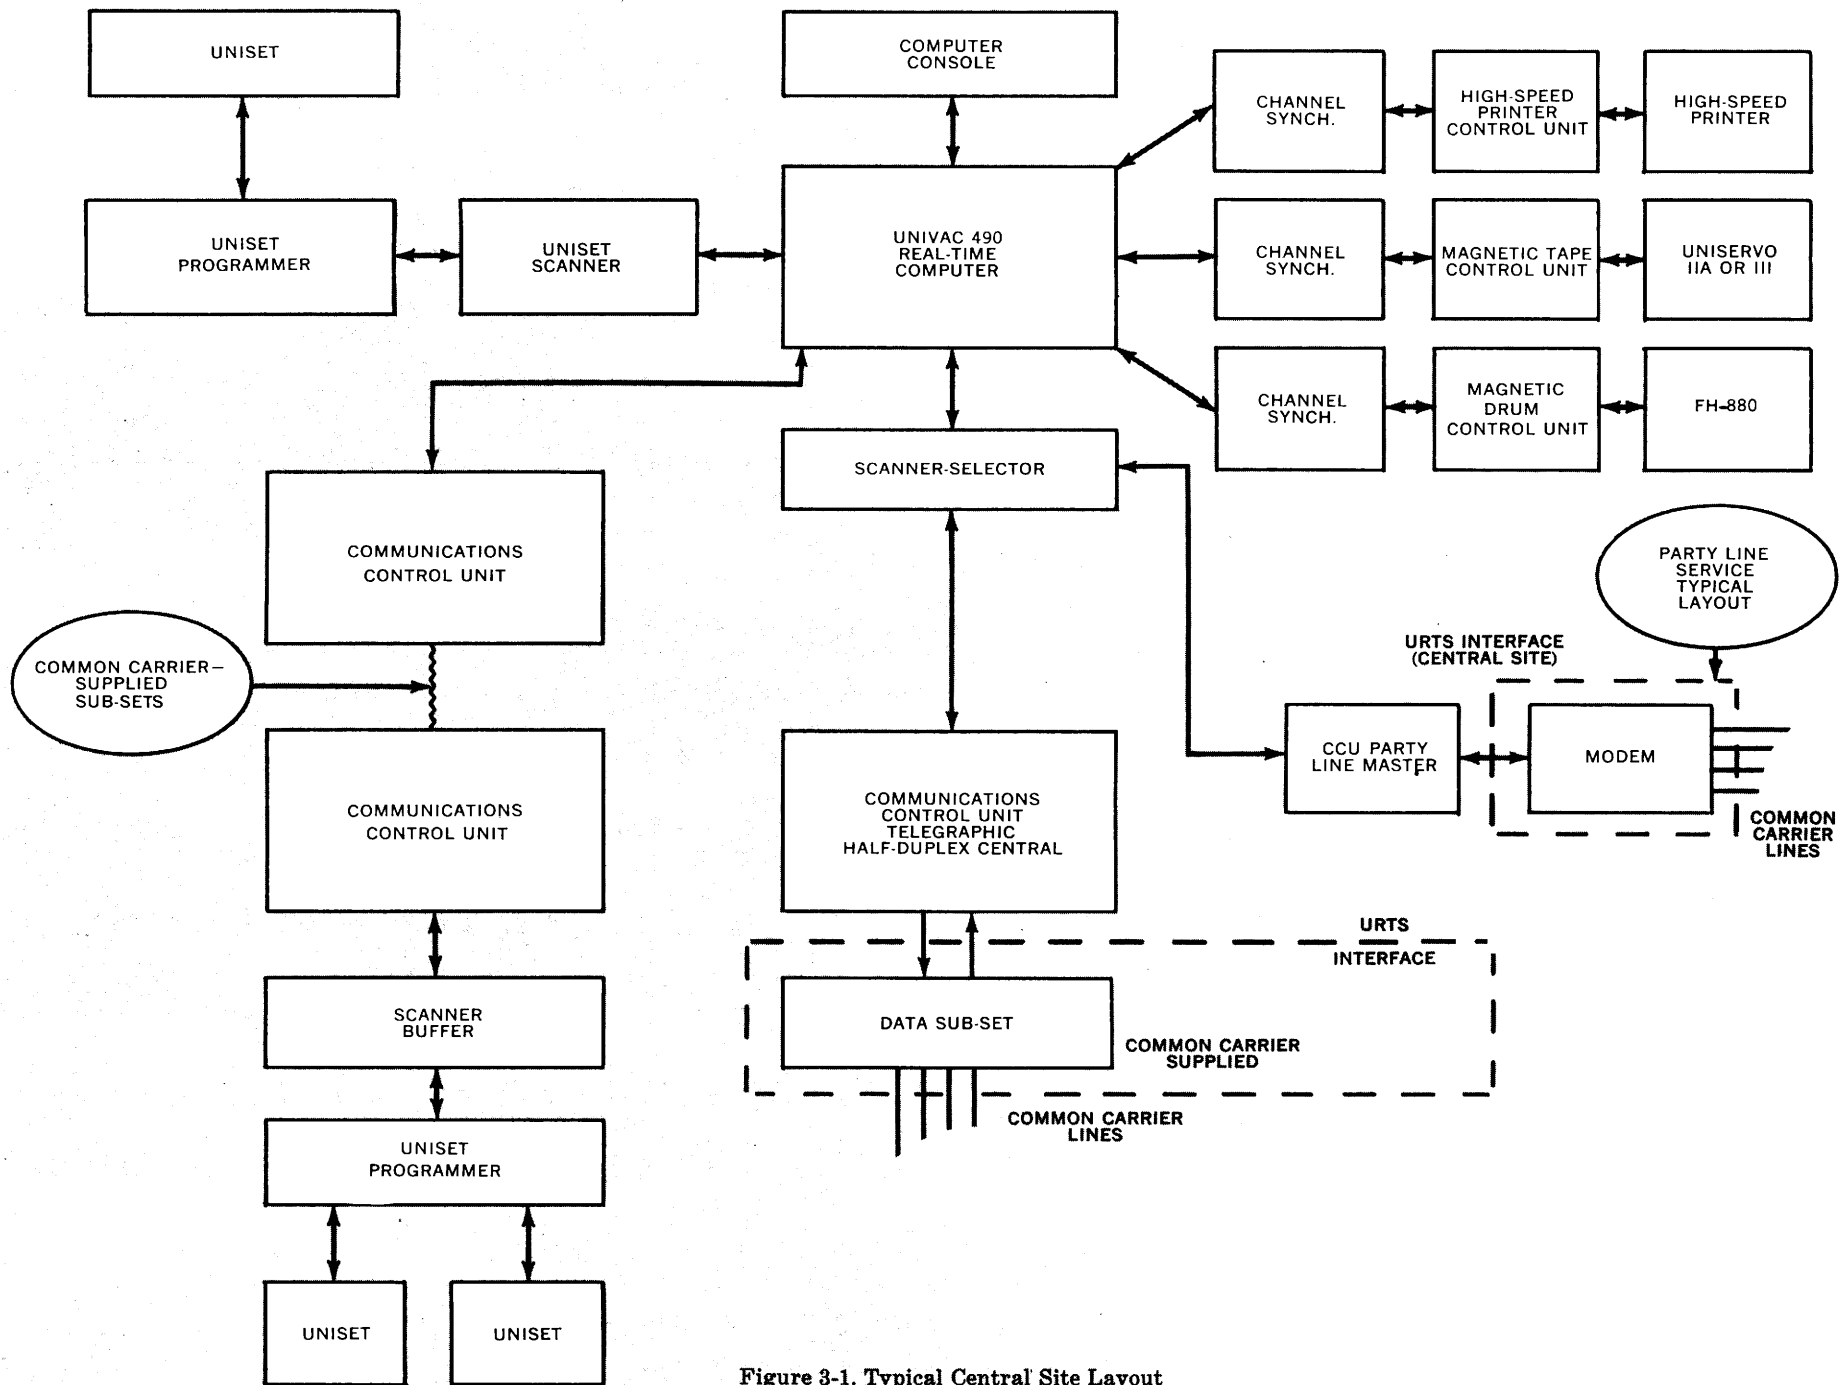 UNISET
COMPUTER
CONSOLE
CHANNEL
SYNCH.
HIGH-SPEED
PRINTER
CONTROL UNIT
HIGH-SPEED
PRINTER
UNISET
PROGRAMMER
UNISET
SCANNER
UNIVAC 490
REAL-TIME
COMPUTER
CHANNEL
SYNCH.
MAGNETIC TAPE
CONTROL UNIT
UNISERVO
IIA OR III
CHANNEL
SYNCH.
MAGNETIC
DRUM
CONTROL UNIT
FH-880
SCANNER-SELECTOR
COMMUNICATIONS
CONTROL UNIT
PARTY LINE
SERVICE
TYPICAL
LAYOUT
COMMON CARRIER—
SUPPLIED
SUB-SETS
URTS INTERFACE
(CENTRAL SITE)
CCU PARTY
LINE MASTER
MODEM
COMMON
CARRIER
LINES
COMMUNICATIONS
CONTROL UNIT
COMMUNICATIONS
CONTROL UNIT
TELEGRAPHIC
HALF-DUPLEX CENTRAL
URTS
INTERFACE
SCANNER
BUFFER
DATA SUB-SET
COMMON CARRIER
SUPPLIED
COMMON CARRIER
LINES
UNISET
PROGRAMMER
UNISET
UNISET
Figure 3-1. Typical Central Site Layout